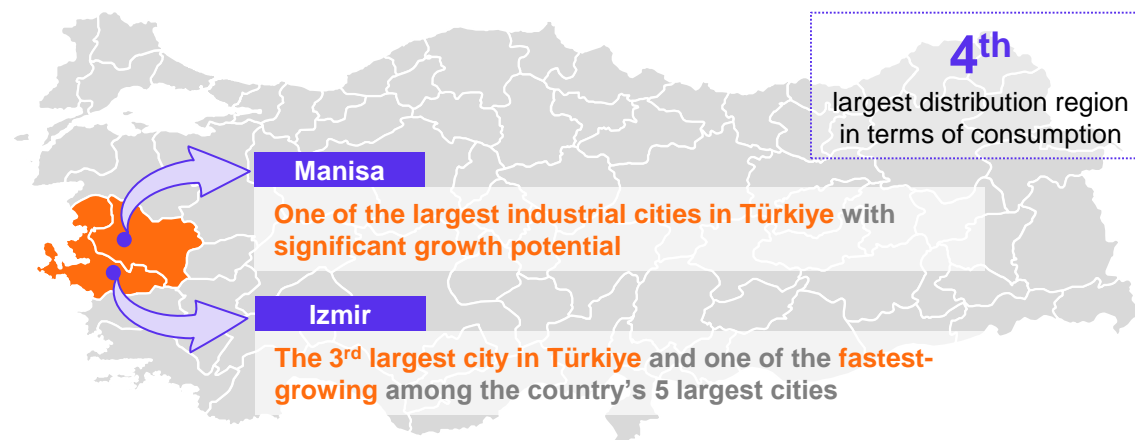 4th
largest distribution region
in terms of consumption
Manisa
One of the largest industrial cities in Türkiye with
significant growth potential
Izmir
The 3rd largest city in Türkiye and one of the fastest-
growing among the country’s 5 largest cities